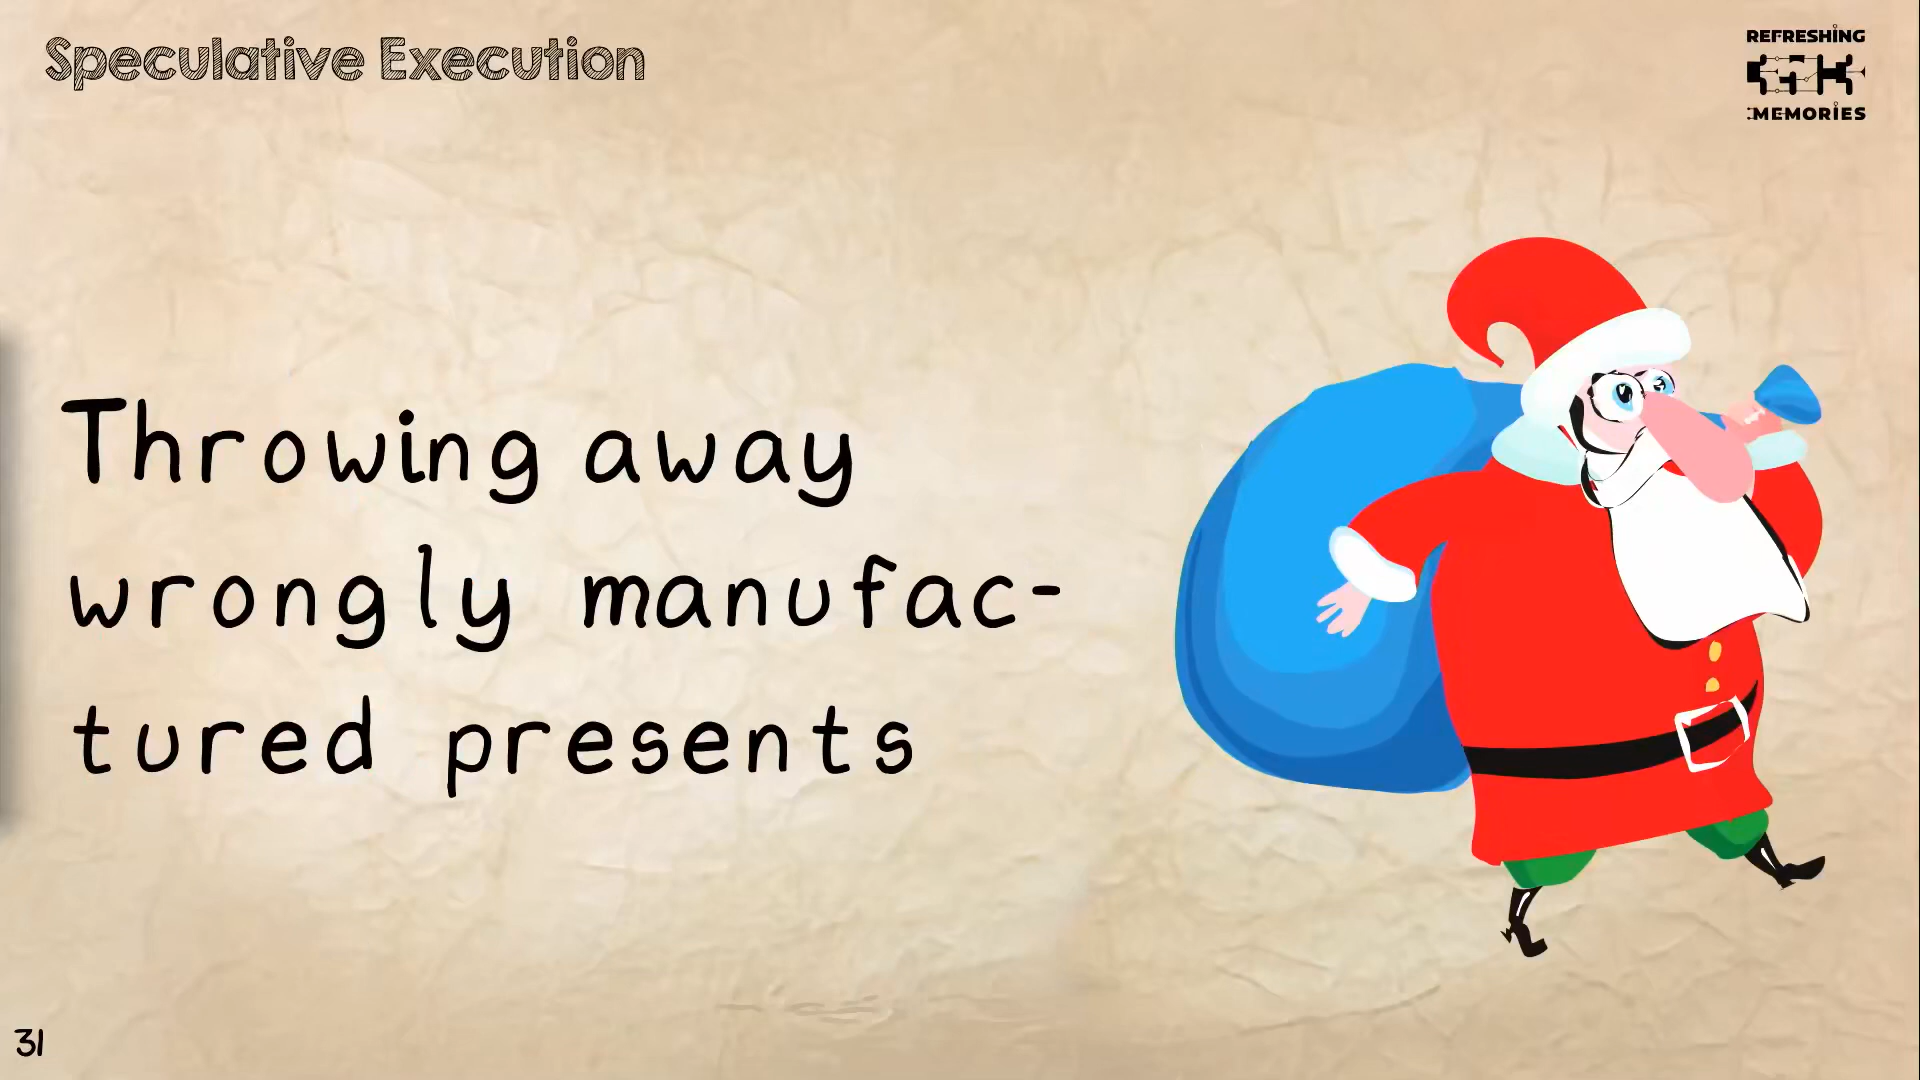 Speculative Execution
REFRESHING
MEMORIES
Throwing away
wrongly manufac-
tured presents
31